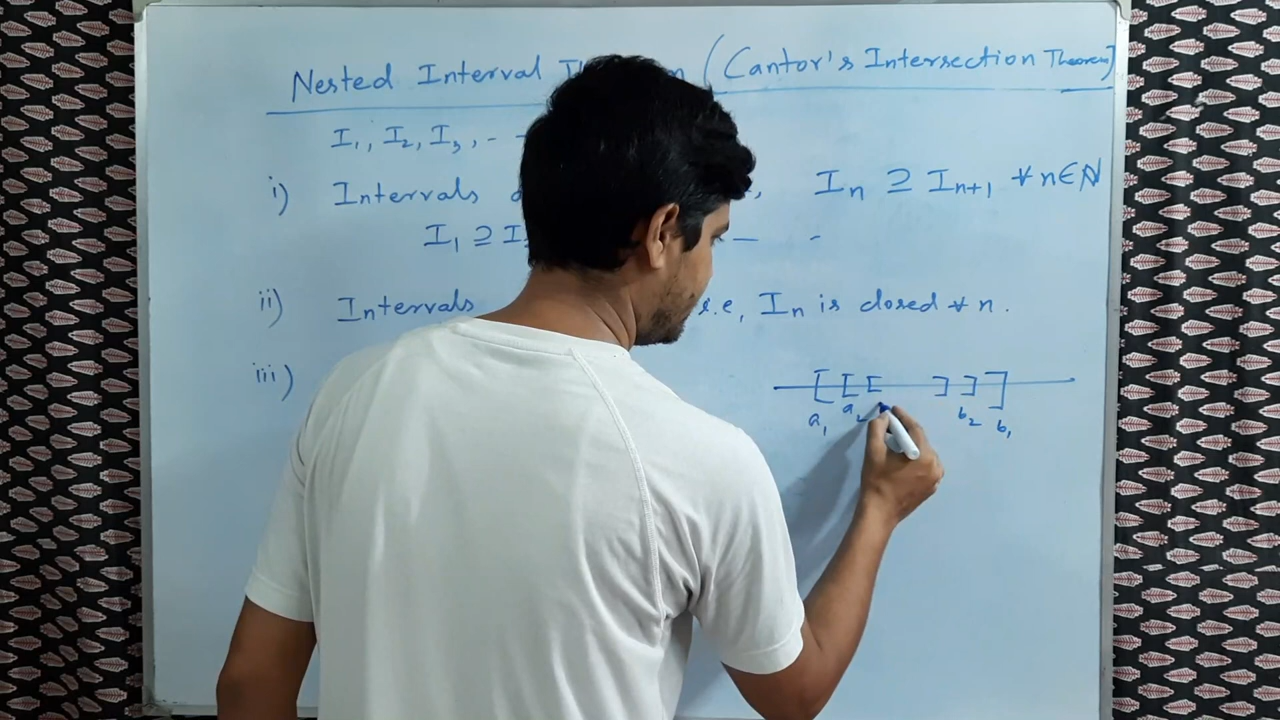 Nested Interval (Cantor's Intersection Theorem)
I₁, I₂, I₃, - -
i) Intervals , Iₙ ⊇ Iₙ₊₁ ∀ n ∈ ℕ
I₁ ⊇ I — -
ii) Intervals i.e, Iₙ is closed ∀ n.
iii)
[ [ [ ] ] ]
a₁ a₂ b₂ b₁